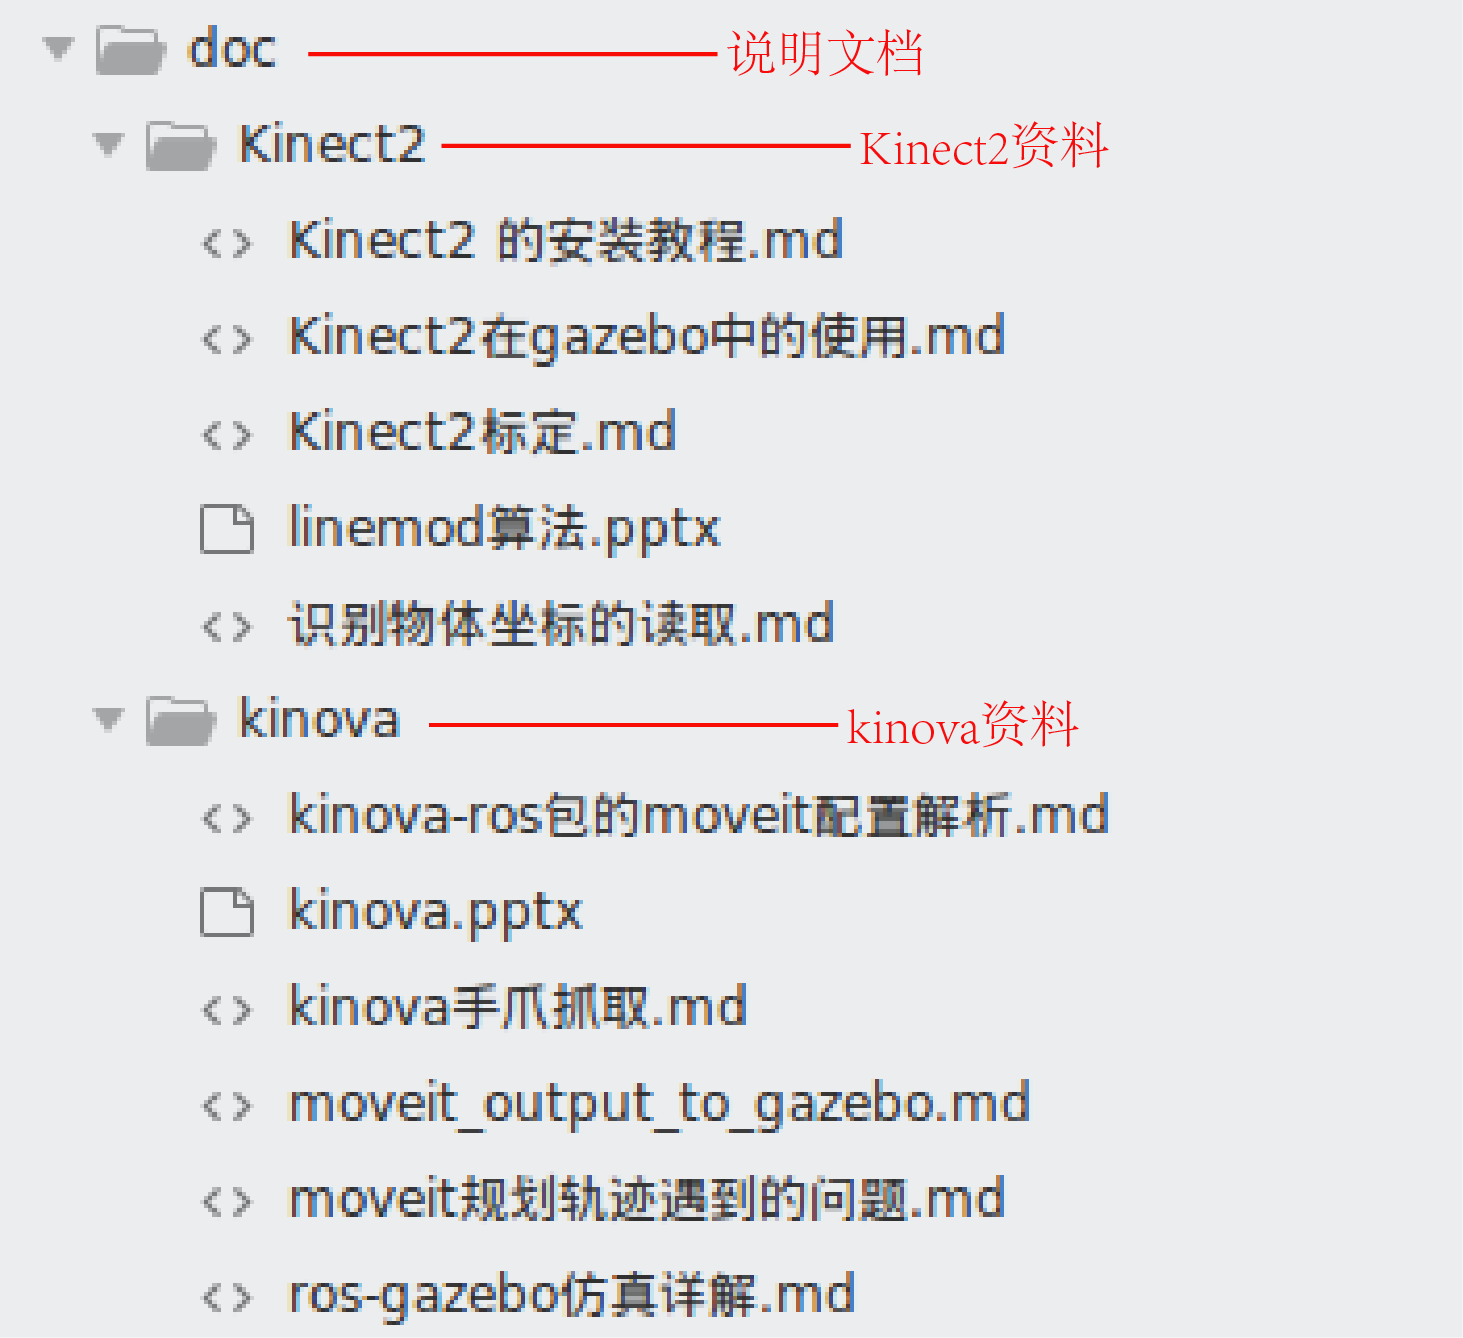 doc 说明文档
Kinect2 Kinect2资料
Kinect2 的安装教程.md
Kinect2在gazebo中的使用.md
Kinect2标定.md
linemod算法.pptx
识别物体坐标的读取.md
kinova kinova资料
kinova-ros包的moveit配置解析.md
kinova.pptx
kinova手爪抓取.md
moveit_output_to_gazebo.md
moveit规划轨迹遇到的问题.md
ros-gazebo仿真详解.md